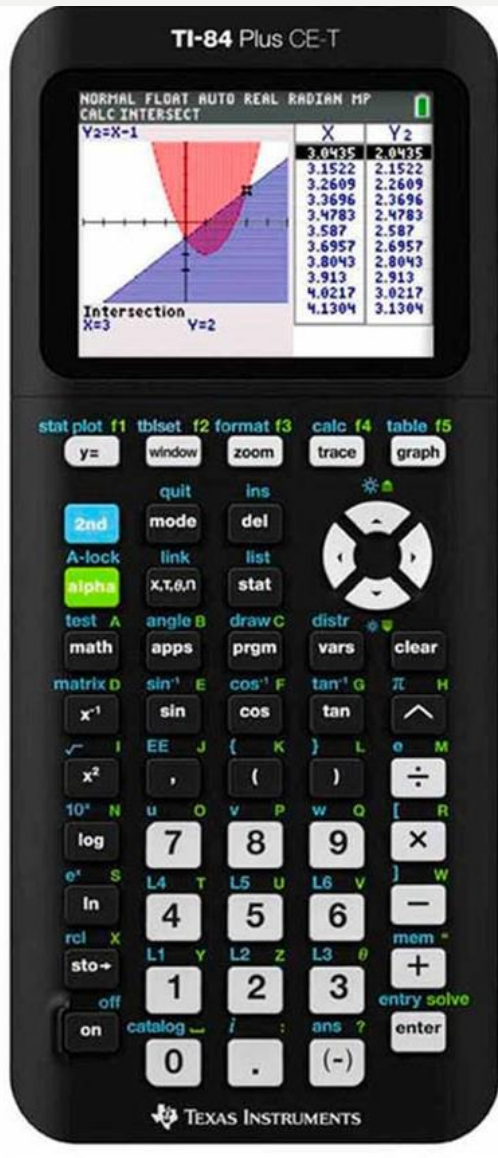 TI-84 Plus CE-T
NORMAL FLOAT AUTO REAL RADIAN MP
CALC INTERSECT
Y2=X-1
X Y2
3.0435 2.0435
3.1522 2.1522
3.2609 2.2609
3.3696 2.3696
3.4783 2.4783
3.587 2.587
3.6957 2.6957
3.8043 2.8043
3.913 2.913
4.0217 3.0217
4.1304 3.1304
Intersection
X=3 Y=2
stat plot f1 tblset f2 format f3 calc f4 table f5
y= window zoom trace graph
quit ins
2nd mode del
A-lock link list
alpha X,T,θ,n stat
test A angle B draw C distr
math apps prgm vars clear
matrix D sin⁻¹ E cos⁻¹ F tan⁻¹ G π H
x⁻¹ sin cos tan ^
√ I EE J { K } L e M
x² , ( ) ÷
10ˣ N u O v P w Q [ R
log 7 8 9 ×
eˣ S L4 T L5 U L6 V ] W
ln 4 5 6 −
rcl X L1 Y L2 Z L3 θ mem "
sto→ 1 2 3 +
off catalog i : ans ? entry solve
on 0 . (-) enter
TEXAS INSTRUMENTS